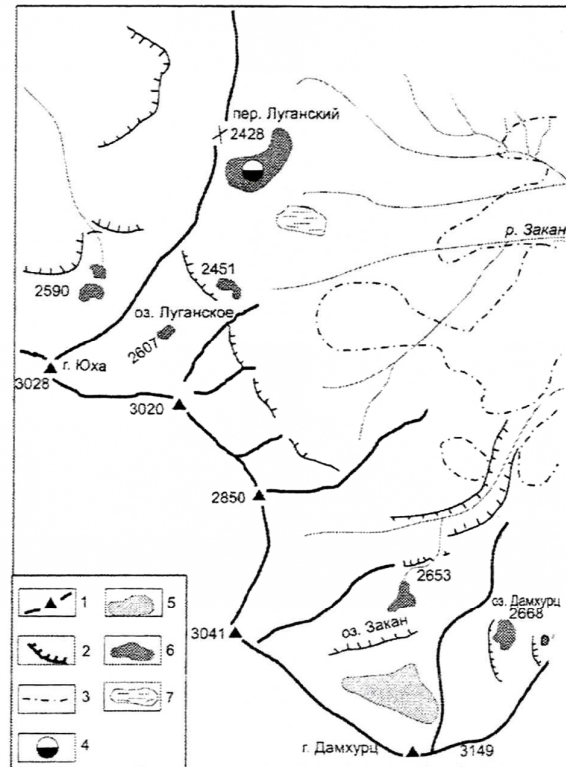 пер. Луганский
2428
р. Закан
2451
2590
оз. Луганское
2607
г. Юха
3028
3020
2850
2653
оз. Дамхурц
2668
3041
оз. Закан
г. Дамхурц
3149
1
2
3
4
5
6
7